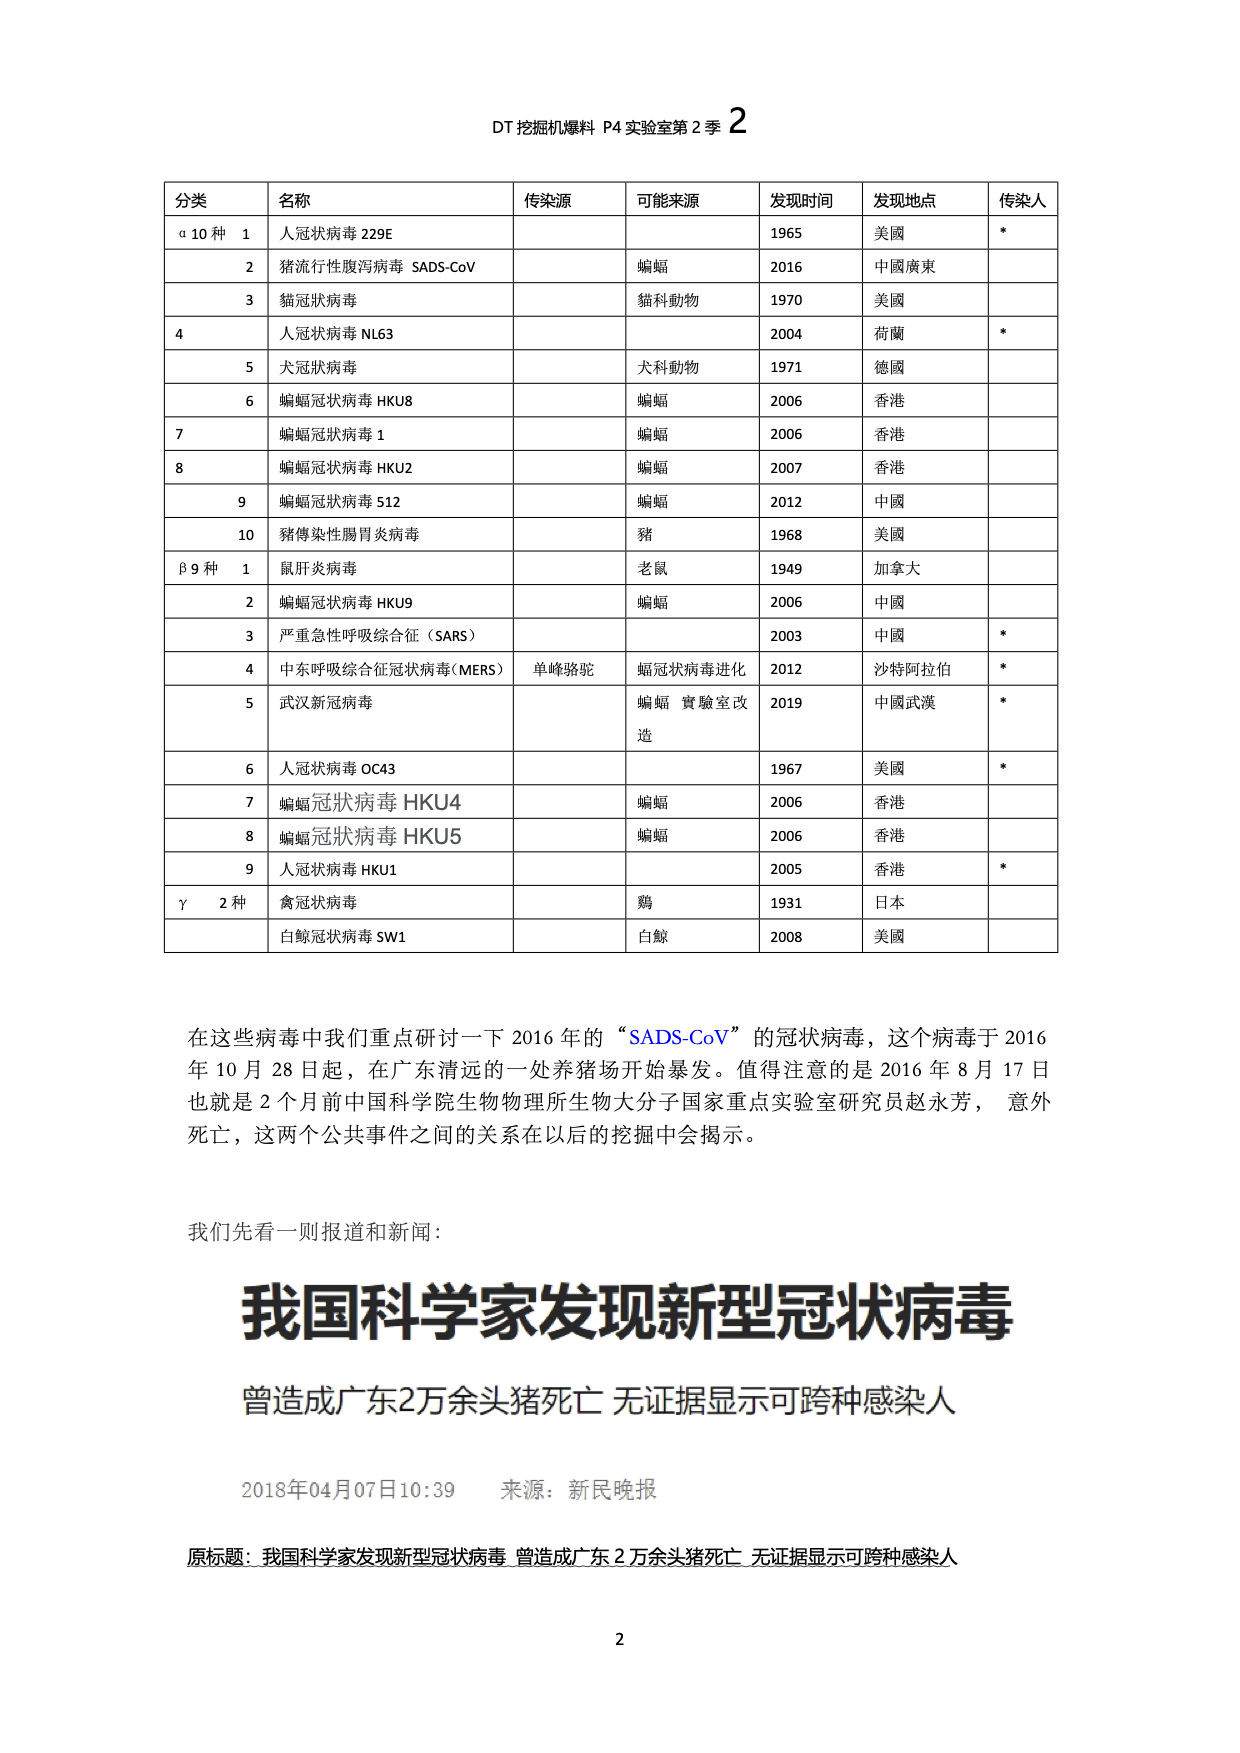 DT 挖掘机爆料 P4 实验室第 2 季 2
分类 名称 传染源 可能来源 发现时间 发现地点 传染人
α 10 种 1 人冠状病毒 229E 1965 美國 *
2 猪流行性腹泻病毒 SADS-CoV 蝙蝠 2016 中國廣東
3 貓冠狀病毒 貓科動物 1970 美國
4 人冠状病毒 NL63 2004 荷蘭 *
5 犬冠狀病毒 犬科動物 1971 德國
6 蝙蝠冠状病毒 HKU8 蝙蝠 2006 香港
7 蝙蝠冠状病毒 1 蝙蝠 2006 香港
8 蝙蝠冠状病毒 HKU2 蝙蝠 2007 香港
9 蝙蝠冠狀病毒 512 蝙蝠 2012 中國
10 豬傳染性腸胃炎病毒 豬 1968 美國
β 9 种 1 鼠肝炎病毒 老鼠 1949 加拿大
2 蝙蝠冠状病毒 HKU9 蝙蝠 2006 中國
3 严重急性呼吸综合征（SARS） 2003 中國 *
4 中东呼吸综合征冠状病毒（MERS） 单峰骆驼 蝠冠状病毒进化 2012 沙特阿拉伯 *
5 武汉新冠病毒 蝙蝠 實驗室改 2019 中國武漢 *
造
6 人冠状病毒 OC43 1967 美國 *
7 蝙蝠冠狀病毒 HKU4 蝙蝠 2006 香港
8 蝙蝠冠狀病毒 HKU5 蝙蝠 2006 香港
9 人冠状病毒 HKU1 2005 香港 *
γ 2 种 禽冠状病毒 鷄 1931 日本
白鲸冠状病毒 SW1 白鲸 2008 美國
在这些病毒中我们重点研讨一下 2016 年的“SADS-CoV”的冠状病毒，这个病毒于 2016
年 10 月 28 日起，在广东清远的一处养猪场开始暴发。值得注意的是 2016 年 8 月 17 日
也就是 2 个月前中国科学院生物物理所生物大分子国家重点实验室研究员赵永芳， 意外
死亡，这两个公共事件之间的关系在以后的挖掘中会揭示。
我们先看一则报道和新闻：
我国科学家发现新型冠状病毒
曾造成广东2万余头猪死亡 无证据显示可跨种感染人
2018年04月07日10:39 来源：新民晚报
原标题：我国科学家发现新型冠状病毒 曾造成广东 2 万余头猪死亡 无证据显示可跨种感染人
2